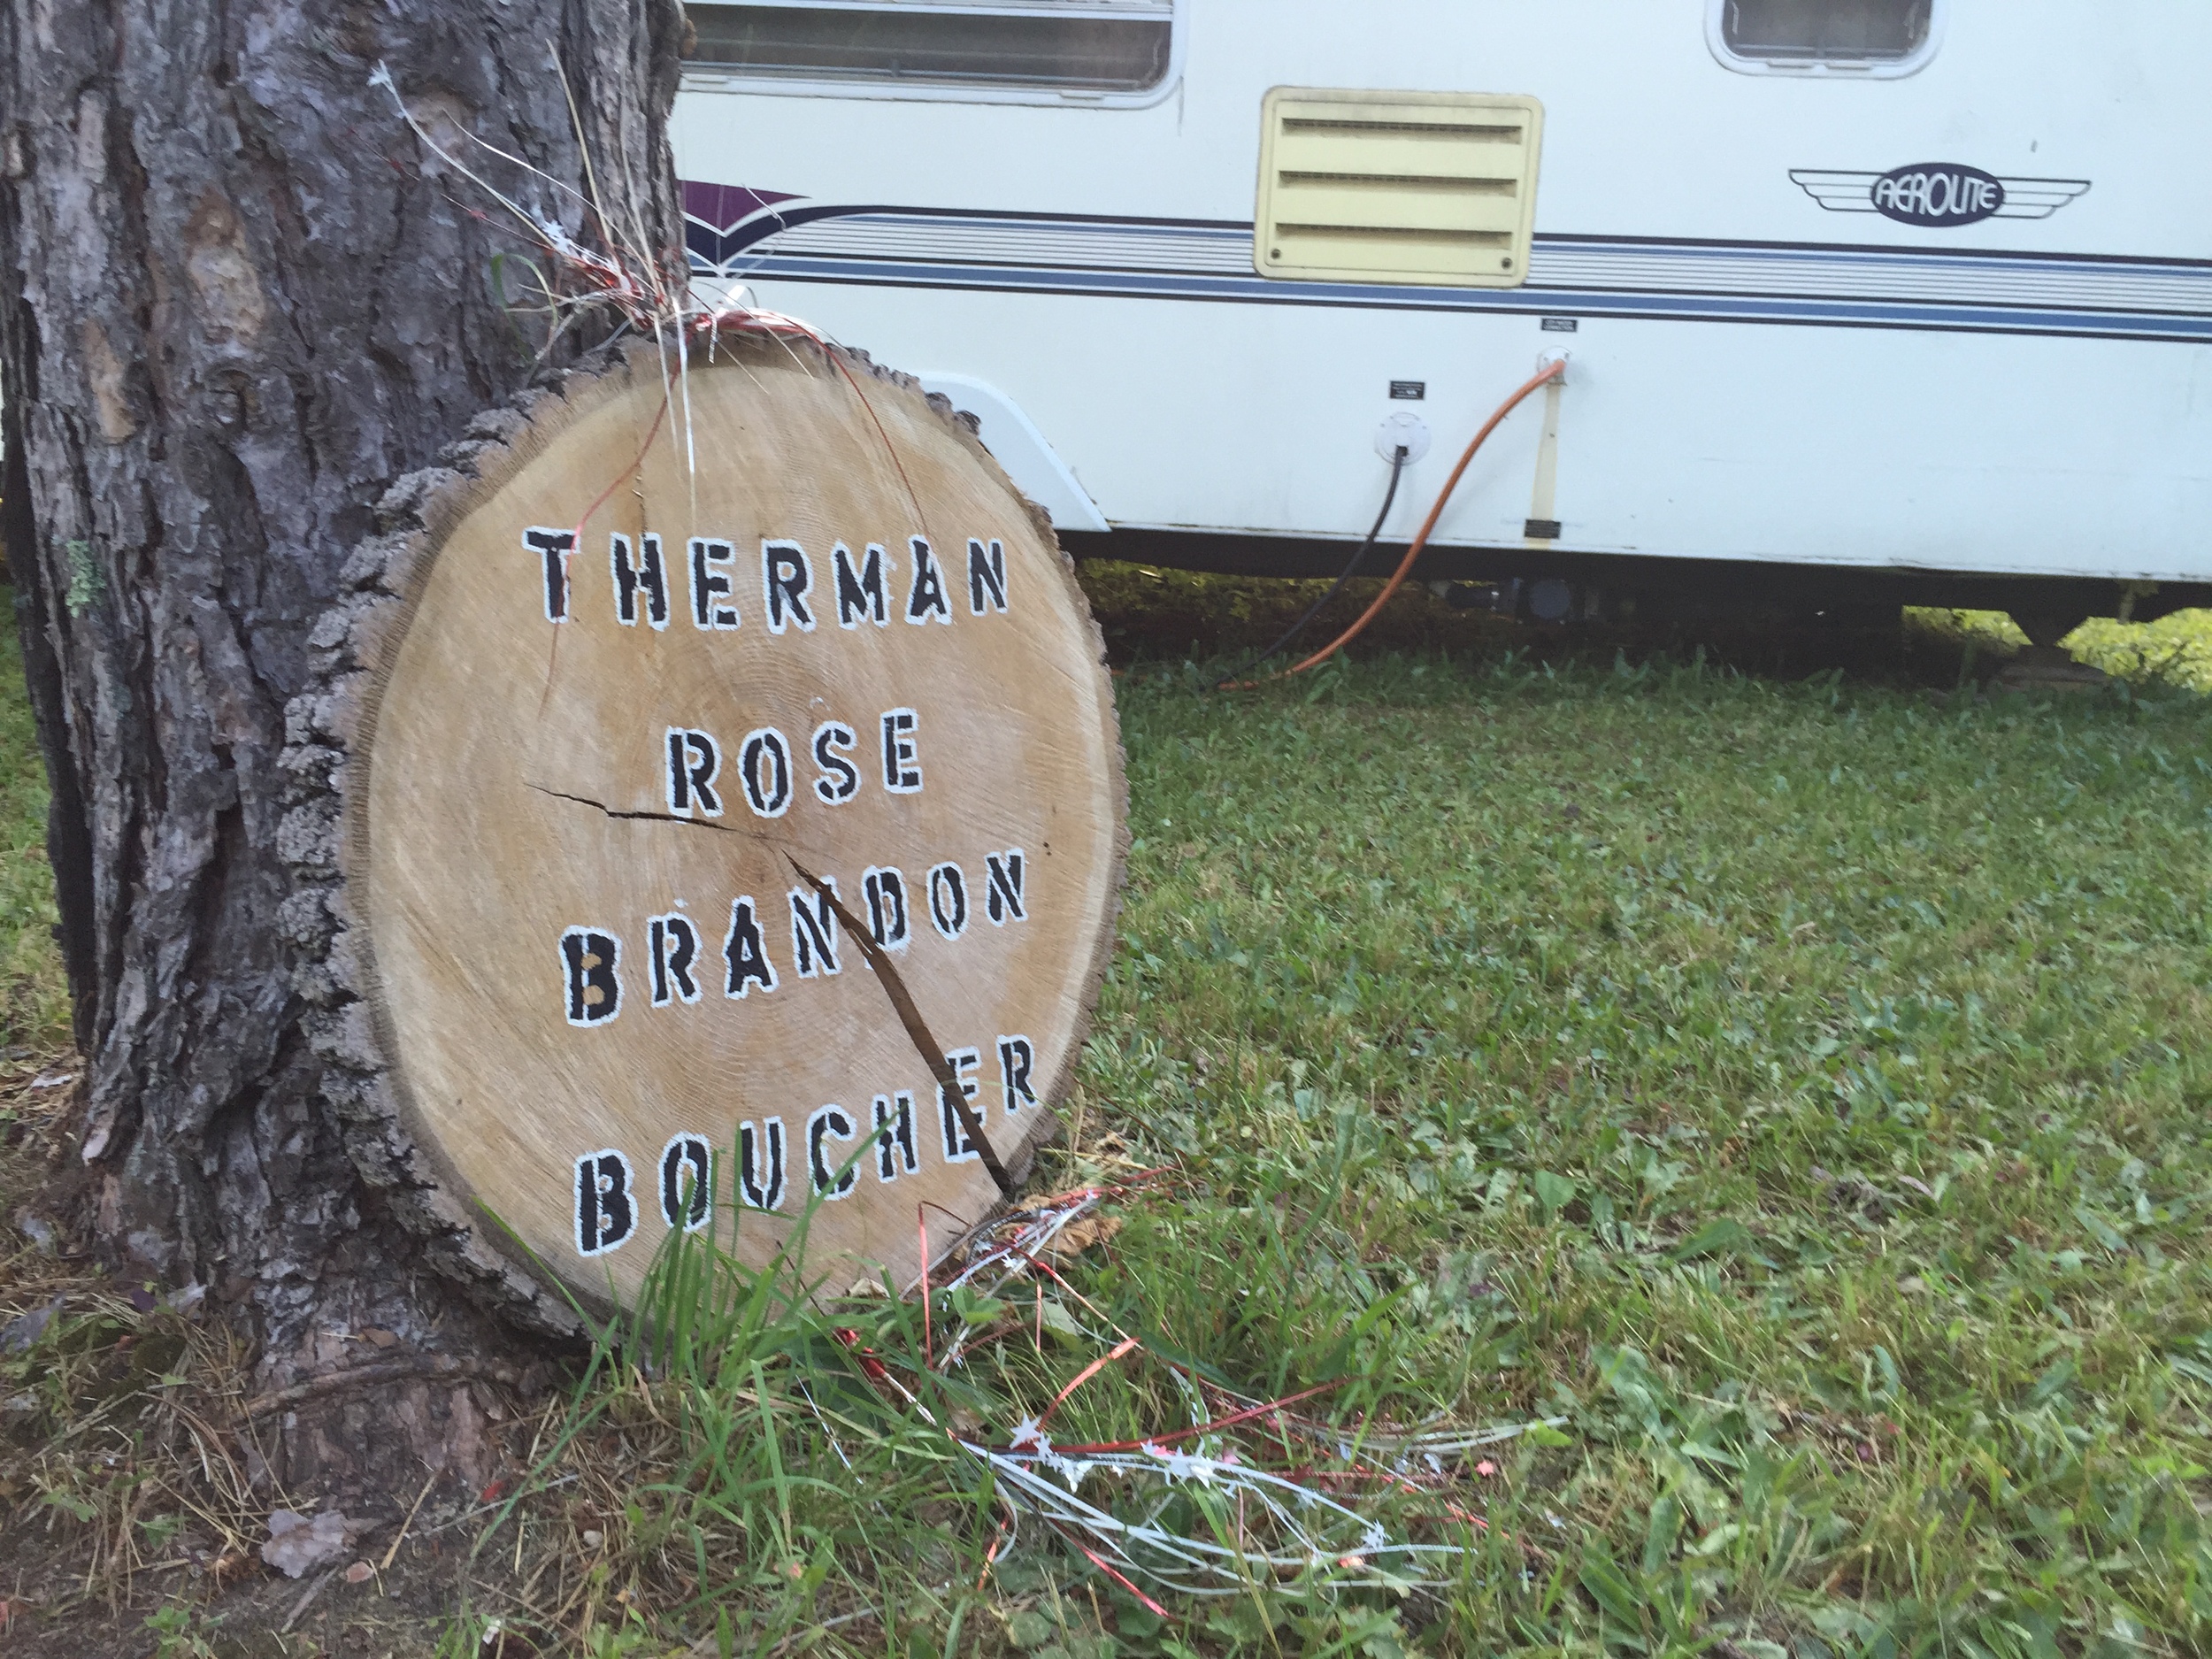 THERMAN
ROSE
BRANDON
BOUCHER
AEROLITE